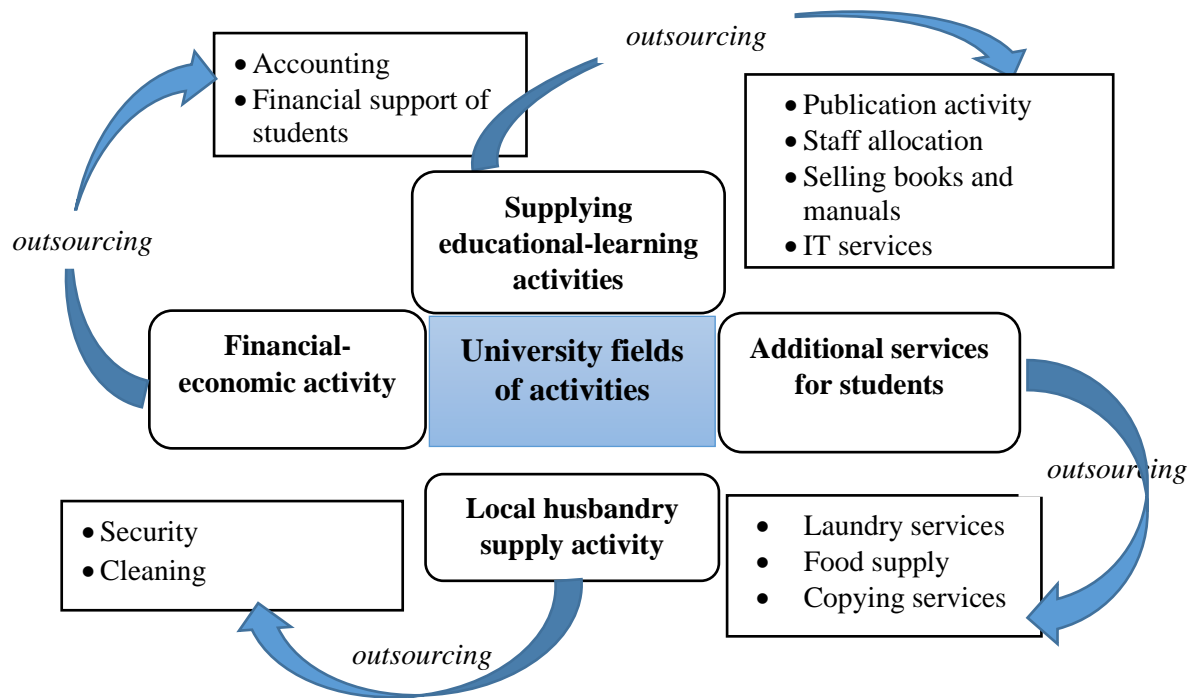 outsourcing
• Accounting
• Financial support of
students
• Publication activity
• Staff allocation
• Selling books and
manuals
• IT services
outsourcing
Supplying
educational-learning
activities
Financial-
economic activity
University fields
of activities
Additional services
for students
outsourcing
Local husbandry
supply activity
• Security
• Cleaning
• Laundry services
• Food supply
• Copying services
outsourcing